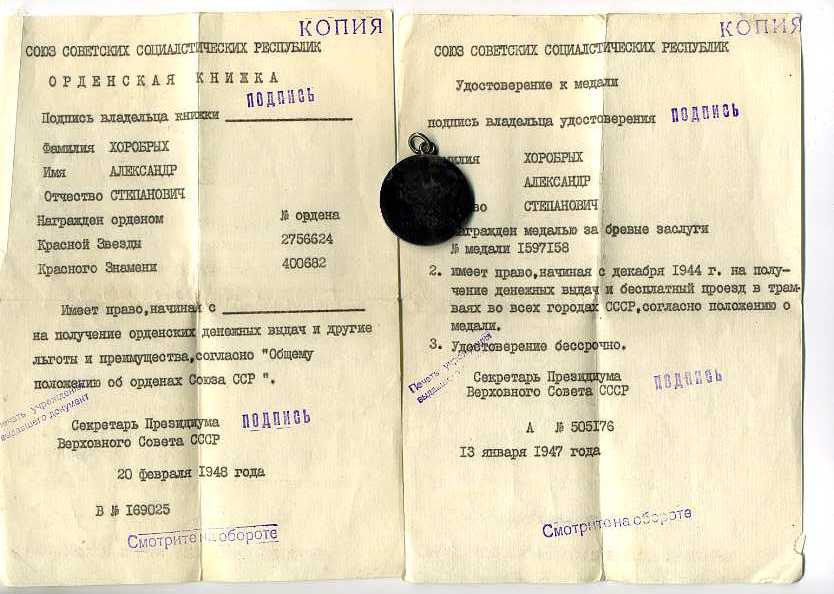 КОПИЯ
СОЮЗ СОВЕТСКИХ СОЦИАЛСТИЧЕСКИХ РЕСПУБЛИК
ОРДЕНСКАЯ КНИЖКА
Подпись владельца книжки ПОДПИСЬ
Фамилия ХОРОБРЫХ
Имя АЛЕКСАНДР
Отчество СТЕПАНОВИЧ
Награжден орденом № ордена
Красной Звезды 2756624
Красного Знамени 400682
Имеет право,начиная с
на получение орденских денежных выдач и другие
льготы и преимущества,согласно "Общему
положению об орденах Союза ССР ".
Печать учреждения
выдавшего документ
Секретарь Президиума ПОДПИСЬ
Верховного Совета СССР
20 февраля 1948 года
В № 169025
Смотрите на обороте
КОПИЯ
СОЮЗ СОВЕТСКИХ СОЦИАЛСТИЧЕСКИХ РЕСПУБЛИК
Удостоверение к медали
подпись владельца удостоверения ПОДПИСЬ
ХОРОБРЫХ
АЛЕКСАНДР
СТЕПАНОВИЧ
награжден медалью за бревые заслуги
№ медали 1597158
2. имеет право,начиная с декабря 1944 г. на полу-
чение денежных выдач и бесплатный проезд в трам-
ваях во всех городах СССР,согласно положению о
медали.
3. Удостоверение бессрочно.
Печать учреждения
Секретарь Президиума ПОДПИСЬ
Верховного Совета СССР
А № 505176
13 января 1947 года
Смотрите на обороте